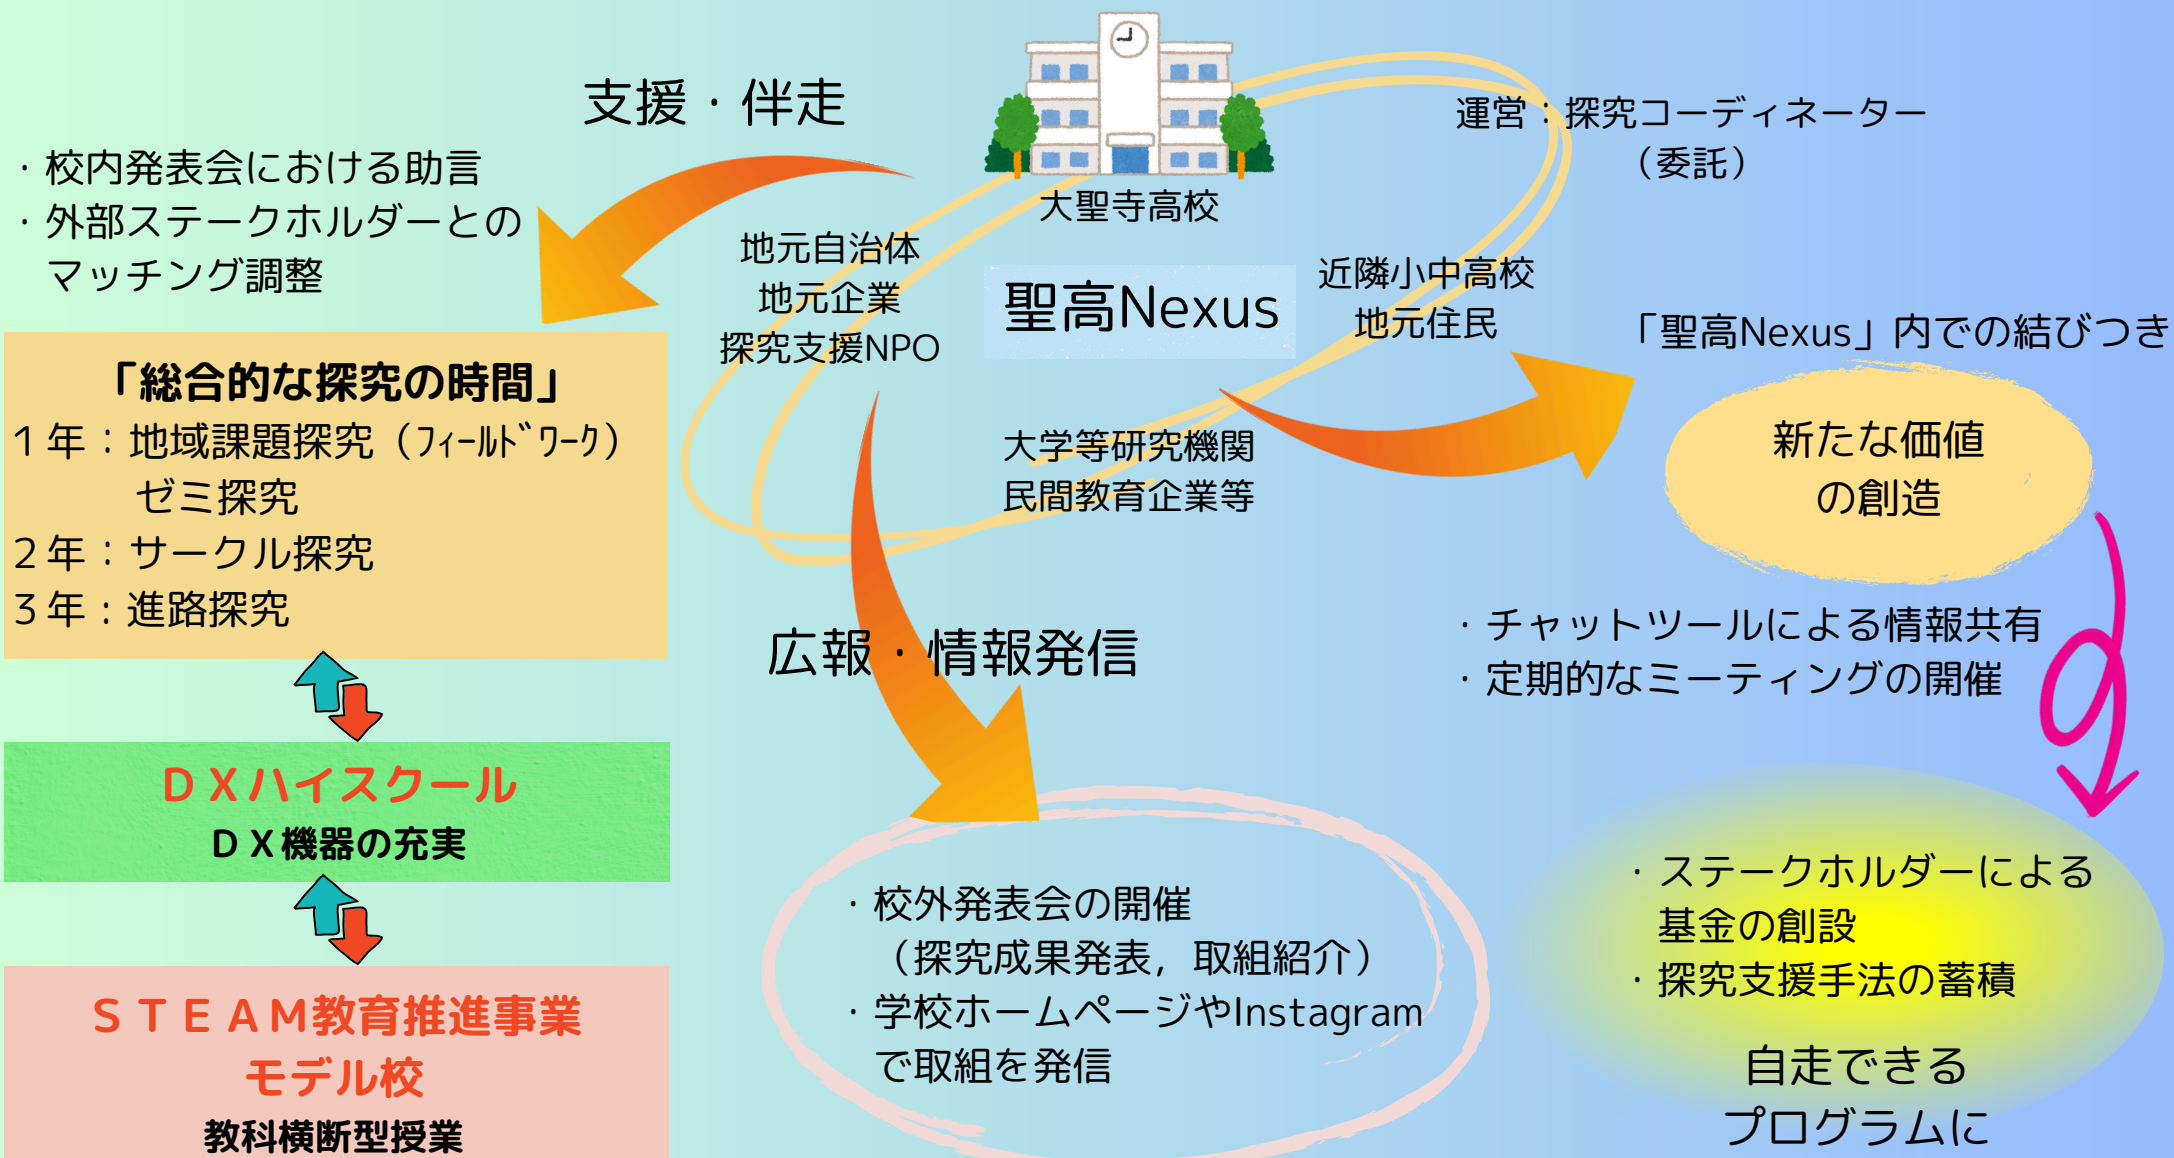 支援・伴走
・校内発表会における助言
・外部ステークホルダーとの
マッチング調整
大聖寺高校
運営：探究コーディネーター
（委託）
地元自治体
地元企業
探究支援NPO
聖高Nexus
近隣小中高校
地元住民
大学等研究機関
民間教育企業等
「総合的な探究の時間」
１年：地域課題探究（ﾌｨｰﾙﾄﾞﾜｰｸ）
ゼミ探究
２年：サークル探究
３年：進路探究
ＤＸハイスクール
ＤＸ機器の充実
ＳＴＥＡＭ教育推進事業
モデル校
教科横断型授業
広報・情報発信
・校外発表会の開催
（探究成果発表，取組紹介）
・学校ホームページやInstagram
で取組を発信
「聖高Nexus」内での結びつき
新たな価値
の創造
・チャットツールによる情報共有
・定期的なミーティングの開催
・ステークホルダーによる
基金の創設
・探究支援手法の蓄積
自走できる
プログラムに